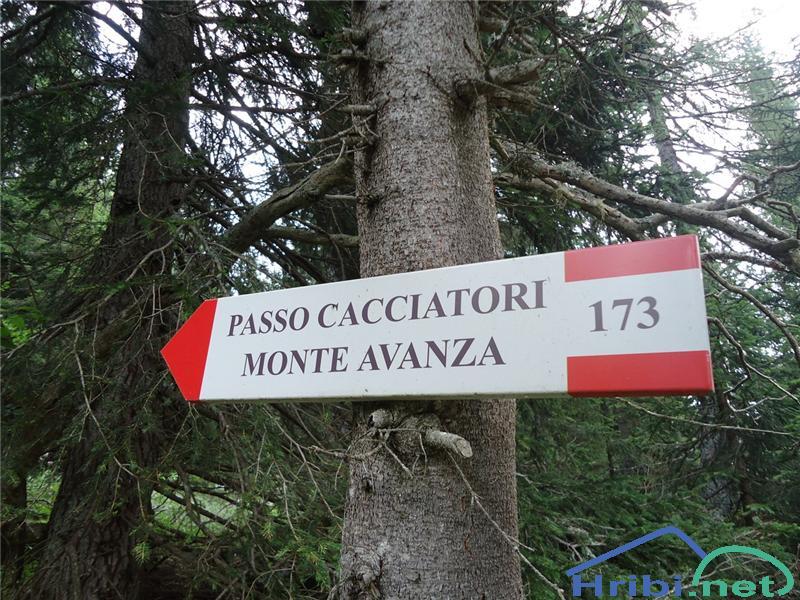 PASSO CACCIATORI
MONTE AVANZA
173
Hribi.net